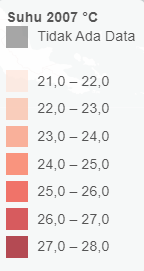 Suhu 2007 °C
Tidak Ada Data
21,0 – 22,0
22,0 – 23,0
23,0 – 24,0
24,0 – 25,0
25,0 – 26,0
26,0 – 27,0
27,0 – 28,0